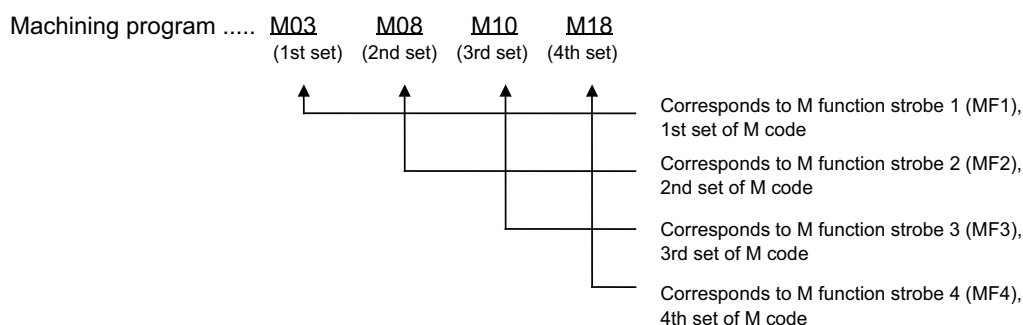 Machining program ..... M03 M08 M10 M18
(1st set) (2nd set) (3rd set) (4th set)
Corresponds to M function strobe 1 (MF1),
1st set of M code
Corresponds to M function strobe 2 (MF2),
2nd set of M code
Corresponds to M function strobe 3 (MF3),
3rd set of M code
Corresponds to M function strobe 4 (MF4),
4th set of M code